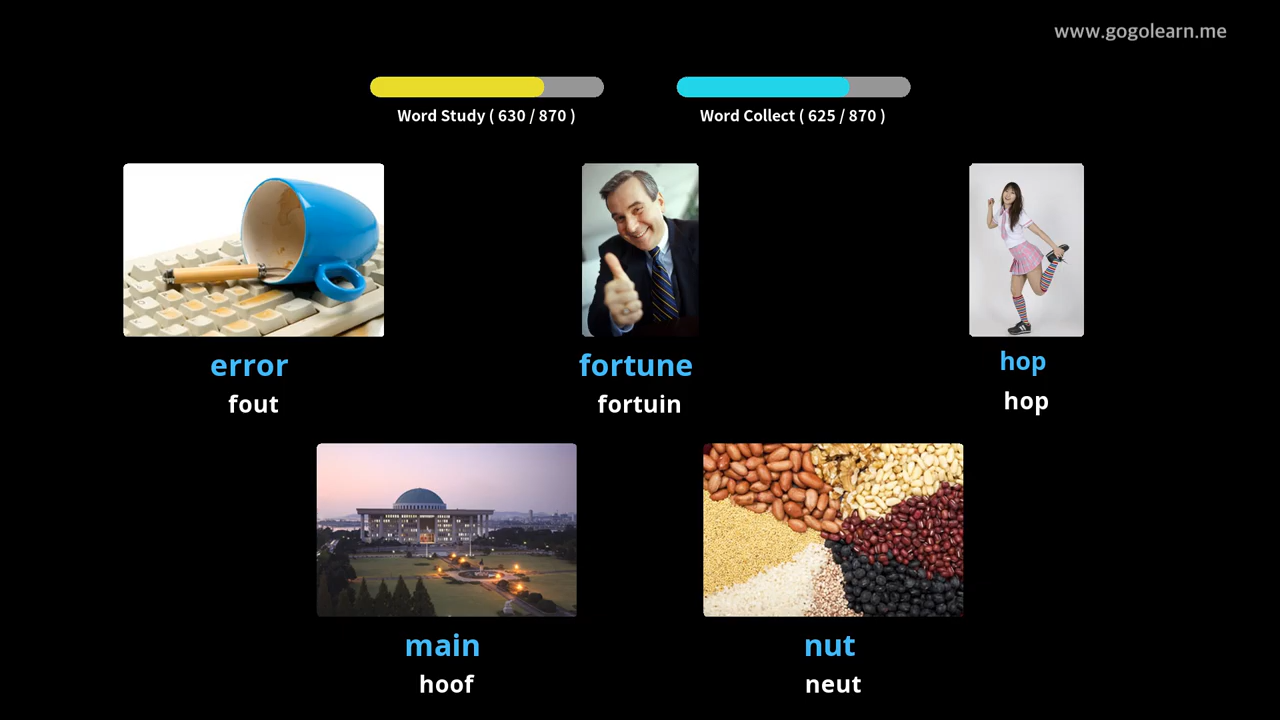 www.gogolearn.me
Word Study ( 630 / 870 )
Word Collect ( 625 / 870 )
error
fout
fortune
fortuin
hop
hop
main
hoof
nut
neut